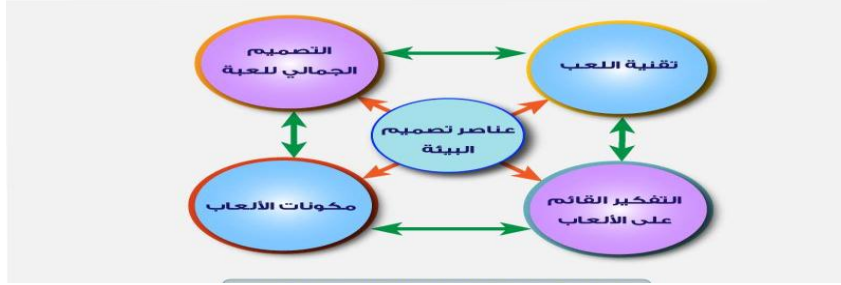 تقنية اللعب
التصميم
الجمالي للعبة
عناصر تصميم
البيئة
التفكير القائم
على الألعاب
مكونات الألعاب